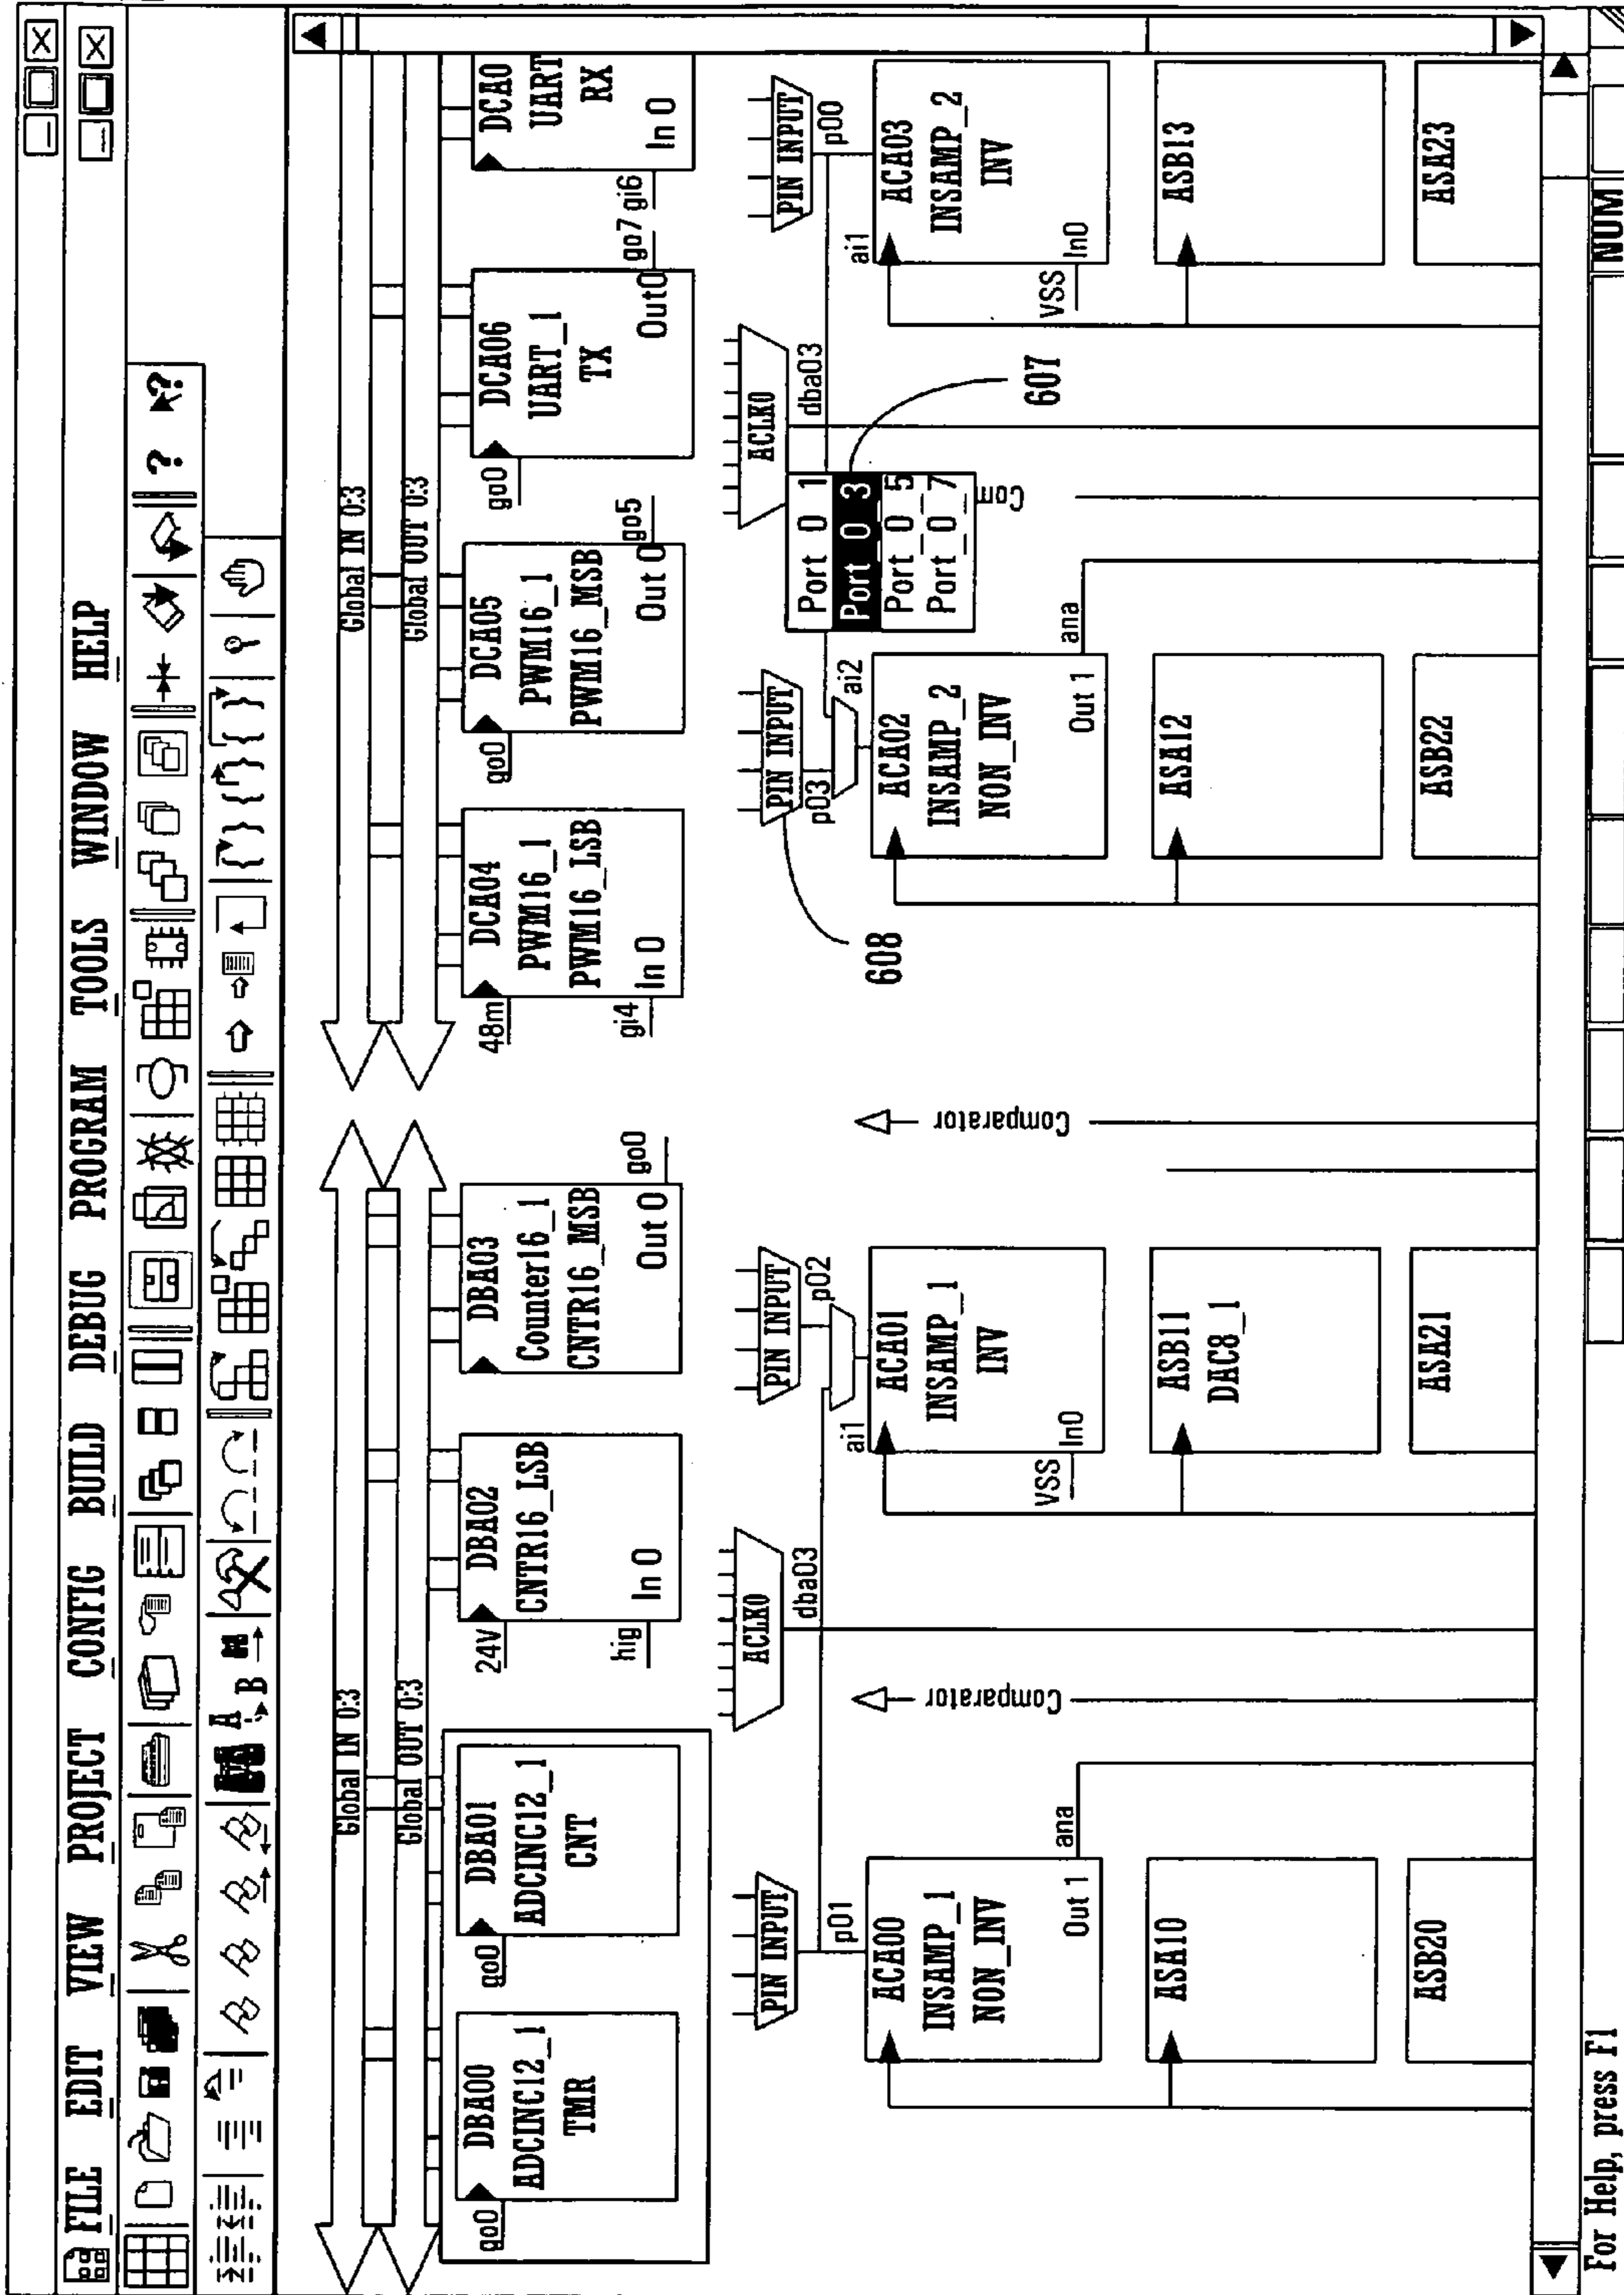 FILE EDIT VIEW PROJECT CONFIG BUILD DEBUG PROGRAM TOOLS WINDOW HELP
A
B
? ?
Global IN 0:3
Global OUT 0:3
Global IN 0:3
Global OUT 0:3
DBA00
ADCINC12_1
TMR
go0
DBA01
ADCINC12_1
CNT
go0
DBA02
CNTR16_LSB
In 0
24V
hig
DBA03
Counter16_1
CNTR16_MSB
Out 0
go0
DCA04
PWM16_1
PWM16_LSB
In 0
48m
gi4
DCA05
PWM16_1
PWM16_MSB
Out 0
go0
go5
DCA06
UART_1
TX
Out0
go0
go7
DCA0
UART
RX
In 0
gi6
PIN INPUT
p01
ACLK0
dba03
PIN INPUT
p02
PIN INPUT
p03
ai2
ACLK0
dba03
PIN INPUT
p00
Port 0 1
Port 0 3
Port_0_5
Port_0_7
Com
607
608
ACA00
INSAMP_1
NON_INV
Out 1
ana
Comparator
ai1
ACA01
INSAMP_1
INV
VSS
In0
Comparator
ACA02
INSAMP_2
NON_INV
Out 1
ana
ai1
ACA03
INSAMP_2
INV
VSS
In0
ASA10
ASB11
DAC8_1
ASA12
ASB13
ASB20
ASA21
ASB22
ASA23
For Help, press F1
NUM